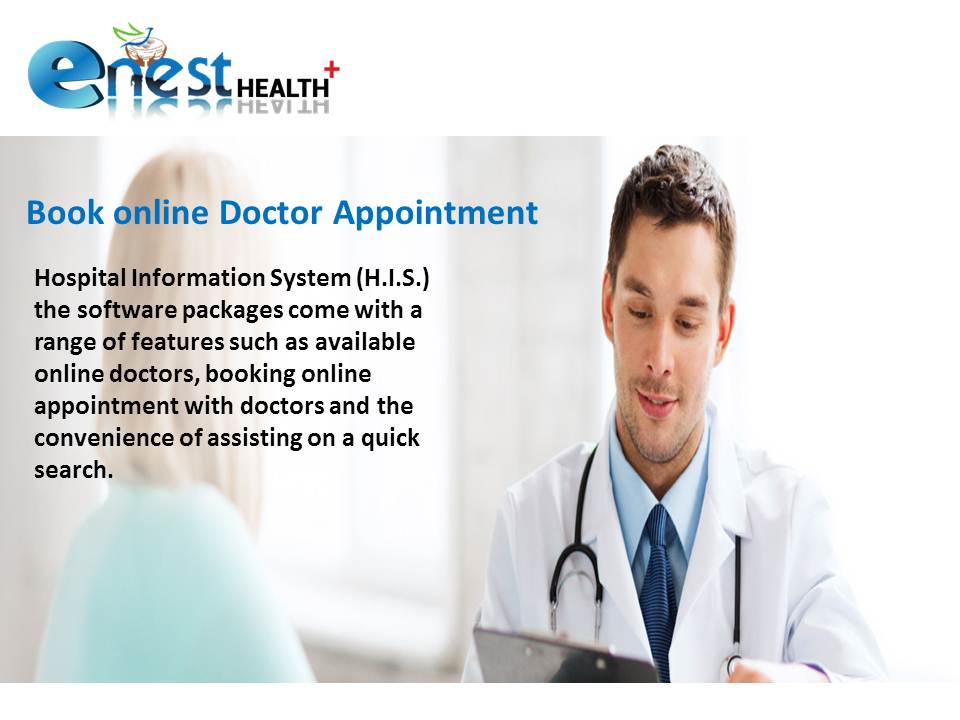 enest HEALTH+
Book online Doctor Appointment
Hospital Information System (H.I.S.)
the software packages come with a
range of features such as available
online doctors, booking online
appointment with doctors and the
convenience of assisting on a quick
search.